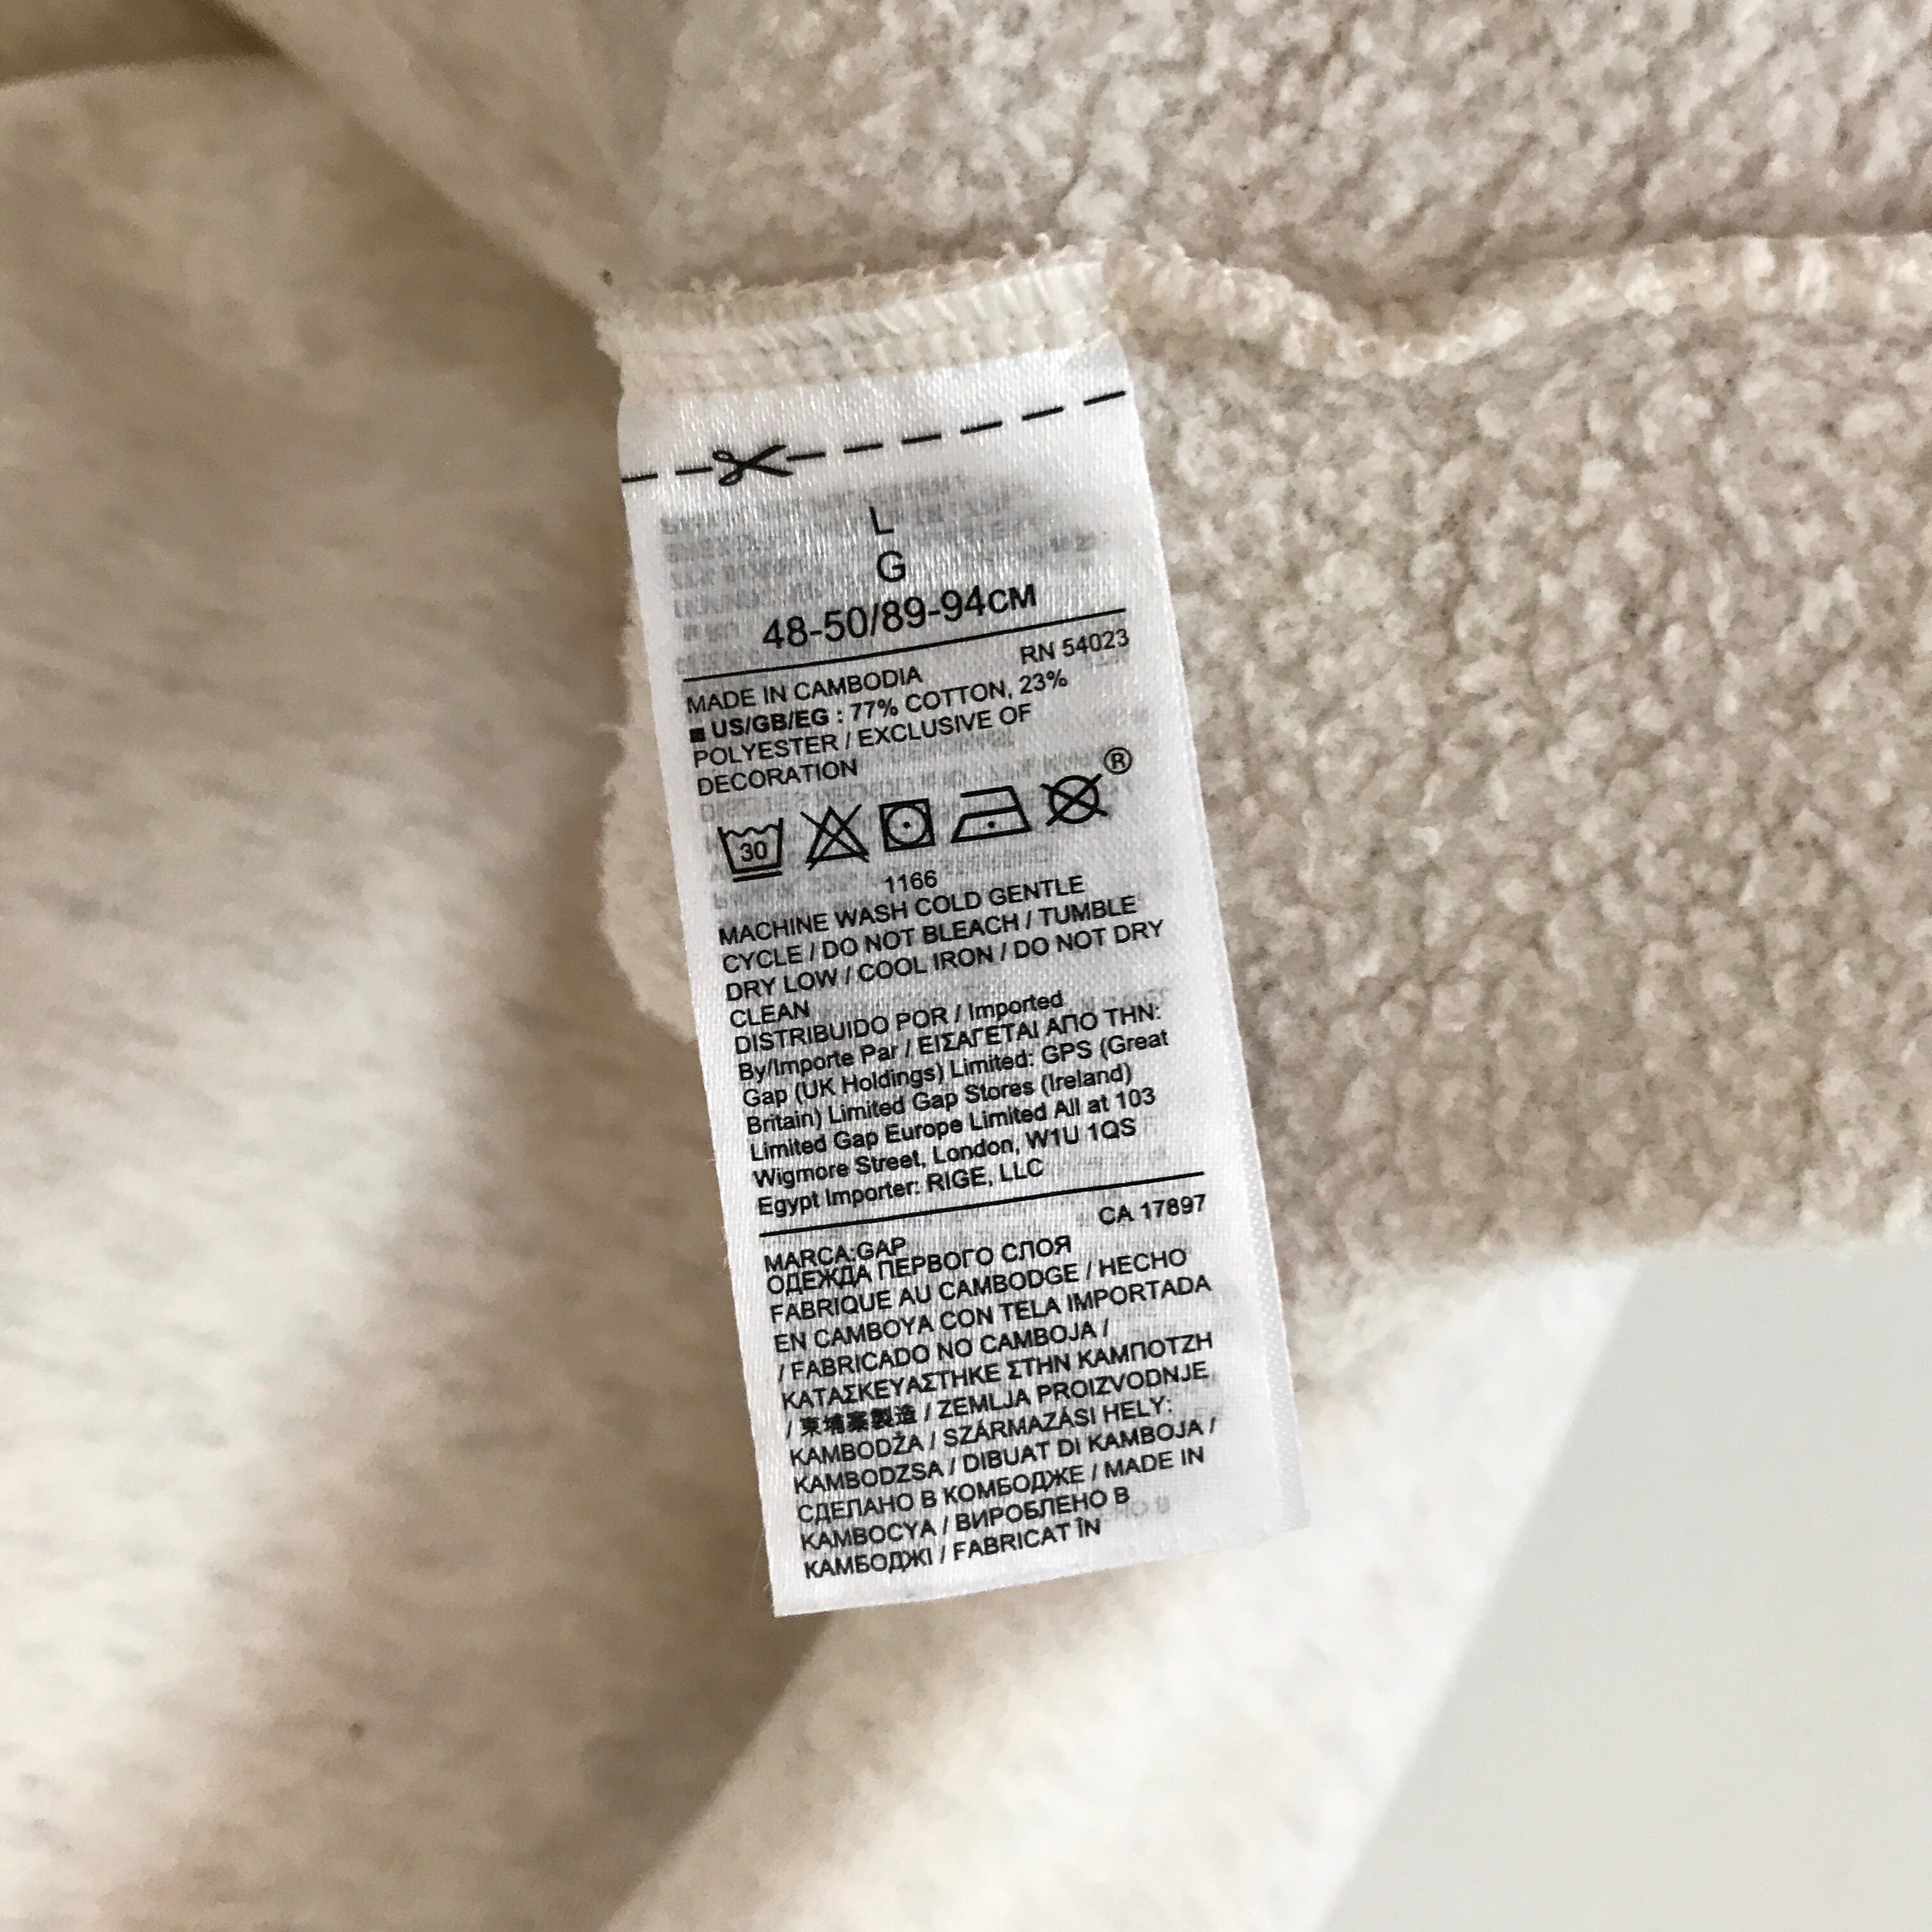 L
G
48-50/89-94CM
RN 54023
MADE IN CAMBODIA
■ US/GB/EG : 77% COTTON, 23%
POLYESTER / EXCLUSIVE OF
DECORATION
30
®
1166
MACHINE WASH COLD GENTLE
CYCLE / DO NOT BLEACH / TUMBLE
DRY LOW / COOL IRON / DO NOT DRY
CLEAN
DISTRIBUIDO POR / Imported
By/Importe Par / ΕΙΣΑΓΕΤΑΙ ΑΠΟ ΤΗΝ:
Gap (UK Holdings) Limited: GPS (Great
Britain) Limited Gap Stores (Ireland)
Limited Gap Europe Limited All at 103
Wigmore Street, London, W1U 1QS
Egypt Importer: RIGE, LLC
CA 17897
MARCA:GAP
ОДЕЖДА ПЕРВОГО СЛОЯ
FABRIQUE AU CAMBODGE / HECHO
EN CAMBOYA CON TELA IMPORTADA
/ FABRICADO NO CAMBOJA /
ΚΑΤΑΣΚΕΥΑΣΤΗΚΕ ΣΤΗΝ ΚΑΜΠΟΤΖΗ
/ 柬埔寨製造 / ZEMLJA PROIZVODNJE
KAMBODŽA / SZÁRMAZÁSI HELY:
KAMBODZSA / DIBUAT DI KAMBOJA /
СДЕЛАНО В КОМБОДЖЕ / MADE IN
KAMBOCYA / ВИРОБЛЕНО В
КАМБОДЖІ / FABRICAT ÎN